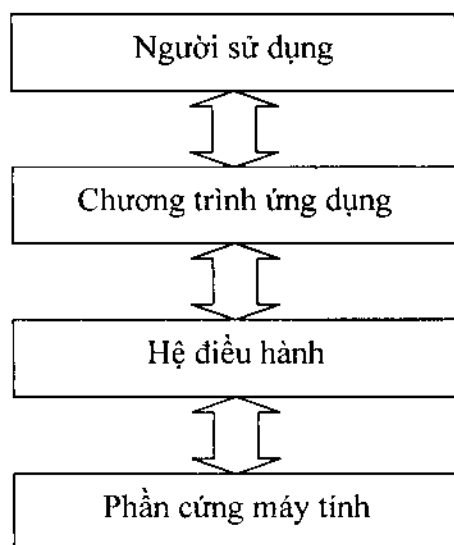 Người sử dụng
Chương trình ứng dụng
Hệ điều hành
Phần cứng máy tính